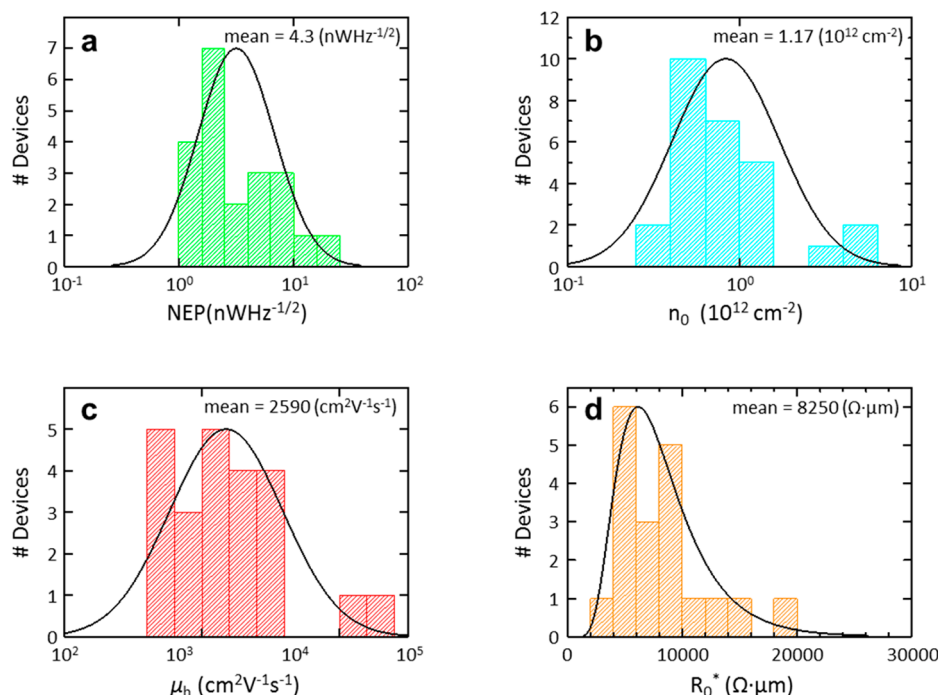 a
mean = 4.3 (nWHz-1/2)
# Devices
7
6
5
4
3
2
1
0
10-1
100
101
102
NEP(nWHz-1/2)
b
mean = 1.17 (1012 cm-2)
# Devices
12
10
8
6
4
2
0
10-1
100
101
n0 (1012 cm-2)
c
mean = 2590 (cm2V-1s-1)
# Devices
5
4
3
2
1
0
102
103
104
105
μh (cm2V-1s-1)
d
mean = 8250 (Ω·μm)
# Devices
6
5
4
3
2
1
0
0
10000
20000
30000
R0* (Ω·μm)